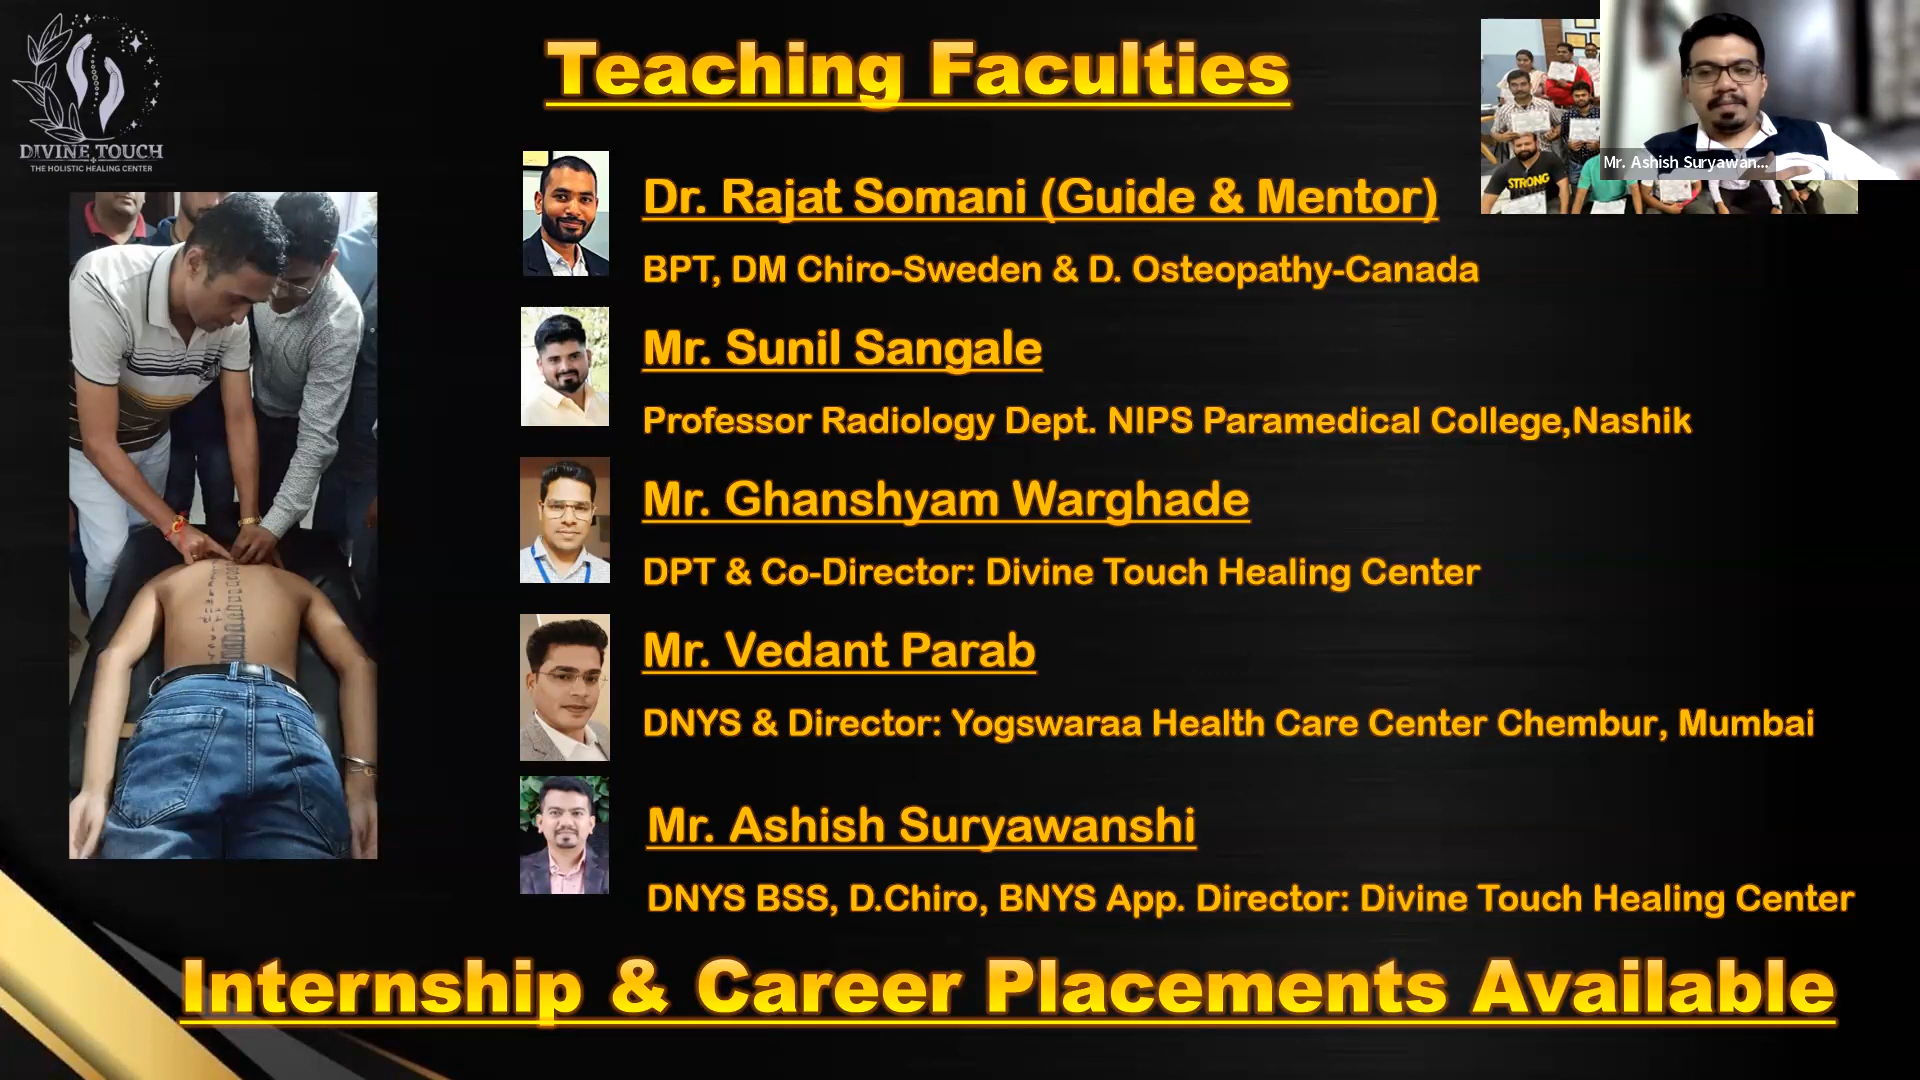 Teaching Faculties
DIVINE TOUCH
THE HOLISTIC HEALING CENTER
STRONG
Mr. Ashish Suryawan...
Dr. Rajat Somani (Guide & Mentor)
BPT, DM Chiro-Sweden & D. Osteopathy-Canada
Mr. Sunil Sangale
Professor Radiology Dept. NIPS Paramedical College,Nashik
Mr. Ghanshyam Warghade
DPT & Co-Director: Divine Touch Healing Center
Mr. Vedant Parab
DNYS & Director: Yogswaraa Health Care Center Chembur, Mumbai
Mr. Ashish Suryawanshi
DNYS BSS, D.Chiro, BNYS App. Director: Divine Touch Healing Center
Internship & Career Placements Available